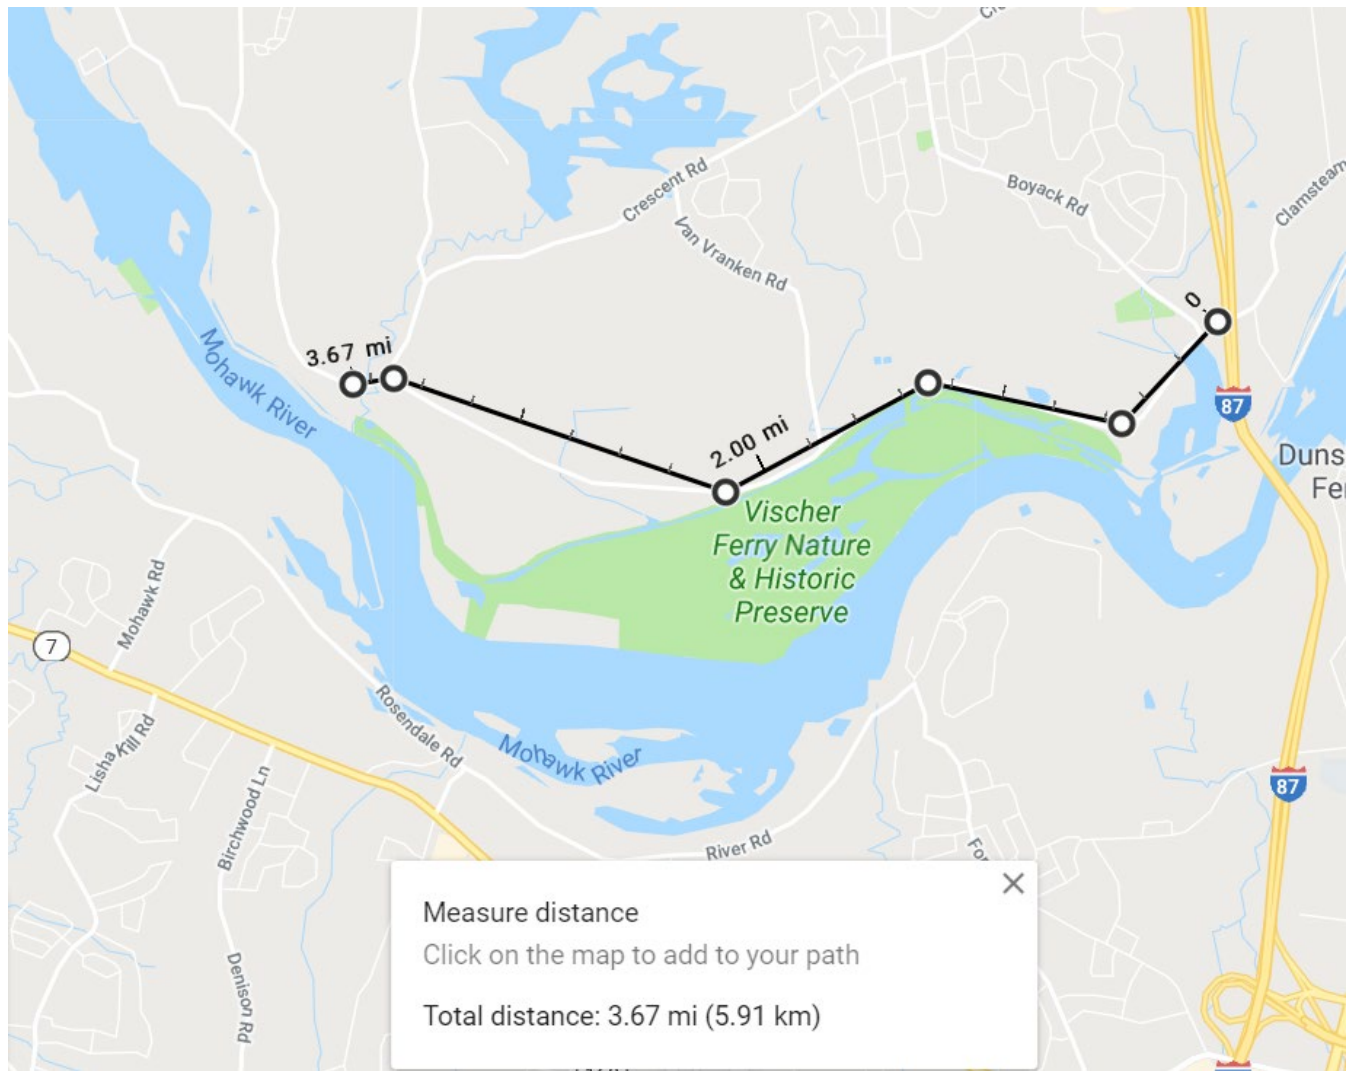 Crescent Rd
Boyack Rd
Clamsteam
Van Vranken Rd
0
3.67 mi
Mohawk River
2.00 mi
87
Duns
Fer
Vischer
Ferry Nature
& Historic
Preserve
Mohawk Rd
7
Rosendale Rd
Lisha Kill Rd
Mohawk River
Birchwood Ln
87
River Rd
For
Measure distance
Click on the map to add to your path
Denison Rd
Total distance: 3.67 mi (5.91 km)